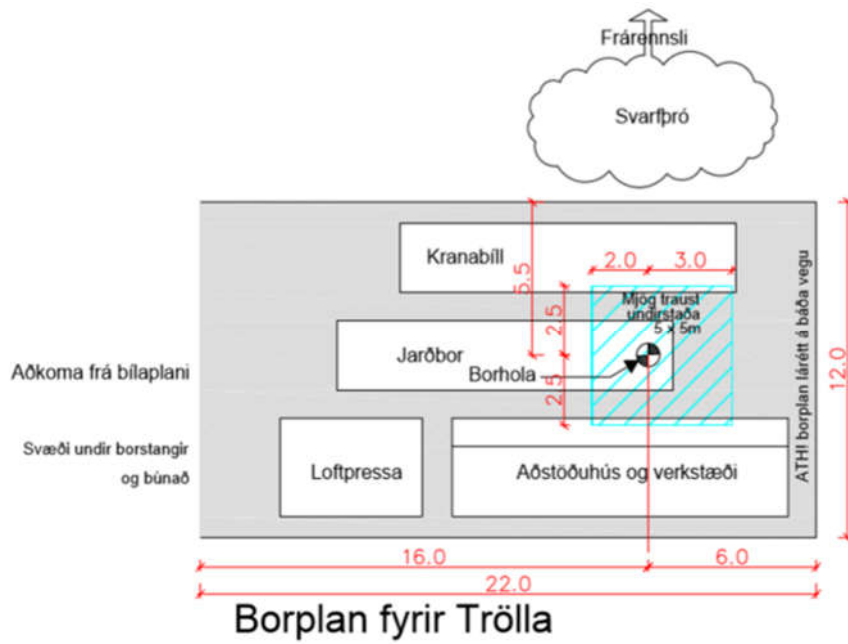 Frárennsli
Svarfþró
Kranabíll
5.5
2.0
3.0
Mjög traust
undirstaða
5 x 5m
2.5
Jarðbor
Borhola
2.5
12.0
ATH! borplan lárétt á báða vegu
Aðkoma frá bílaplani
Svæði undir borstangir
og búnað
Loftpressa
Aðstöðuhús og verkstæði
16.0
6.0
22.0
Borplan fyrir Trölla